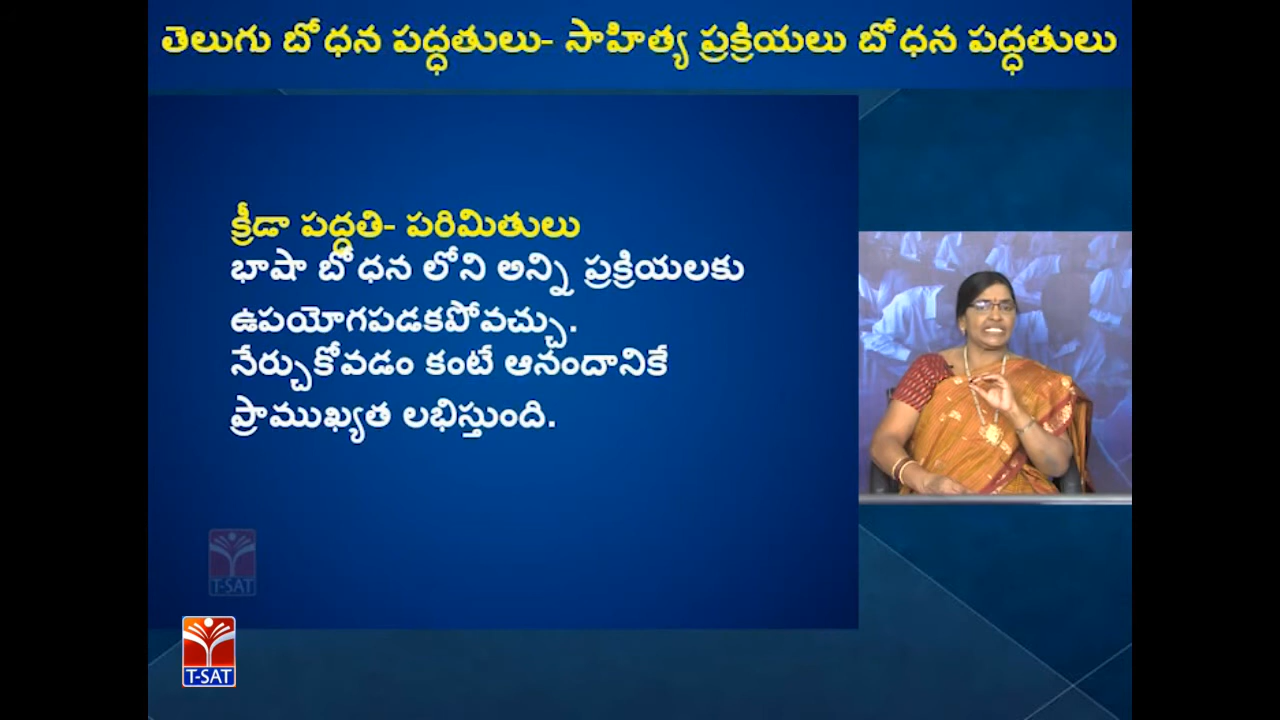 తెలుగు బోధన పద్ధతులు- సాహిత్య ప్రక్రియలు బోధన పద్ధతులు
క్రీడా పద్ధతి- పరిమితులు
భాషా బోధన లోని అన్ని ప్రక్రియలకు
ఉపయోగపడకపోవచ్చు.
నేర్చుకోవడం కంటే ఆనందానికే
ప్రాముఖ్యత లభిస్తుంది.
T-SAT
T-SAT